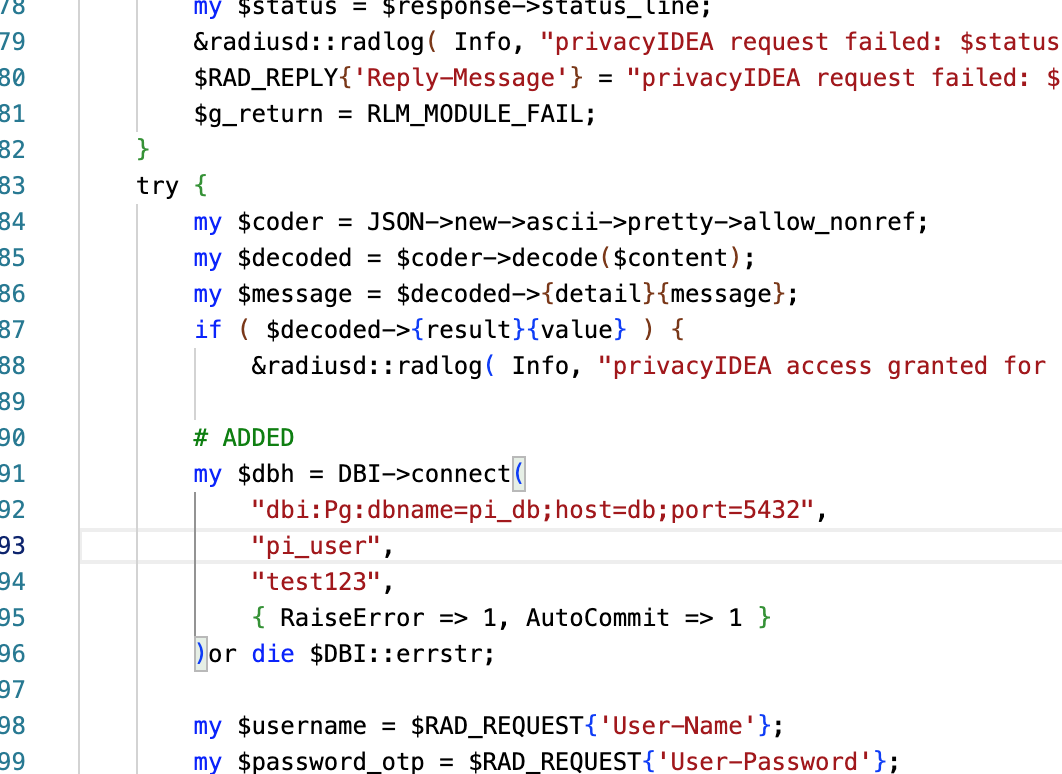 78 my $status = $response->status_line;
79 &radiusd::radlog( Info, "privacyIDEA request failed: $status
80 $RAD_REPLY{'Reply-Message'} = "privacyIDEA request failed: $
81 $g_return = RLM_MODULE_FAIL;
82 }
83 try {
84 my $coder = JSON->new->ascii->pretty->allow_nonref;
85 my $decoded = $coder->decode($content);
86 my $message = $decoded->{detail}{message};
87 if ( $decoded->{result}{value} ) {
88 &radiusd::radlog( Info, "privacyIDEA access granted for
89
90 # ADDED
91 my $dbh = DBI->connect(
92 "dbi:Pg:dbname=pi_db;host=db;port=5432",
93 "pi_user",
94 "test123",
95 { RaiseError => 1, AutoCommit => 1 }
96 )or die $DBI::errstr;
97
98 my $username = $RAD_REQUEST{'User-Name'};
99 my $password_otp = $RAD_REQUEST{'User-Password'};